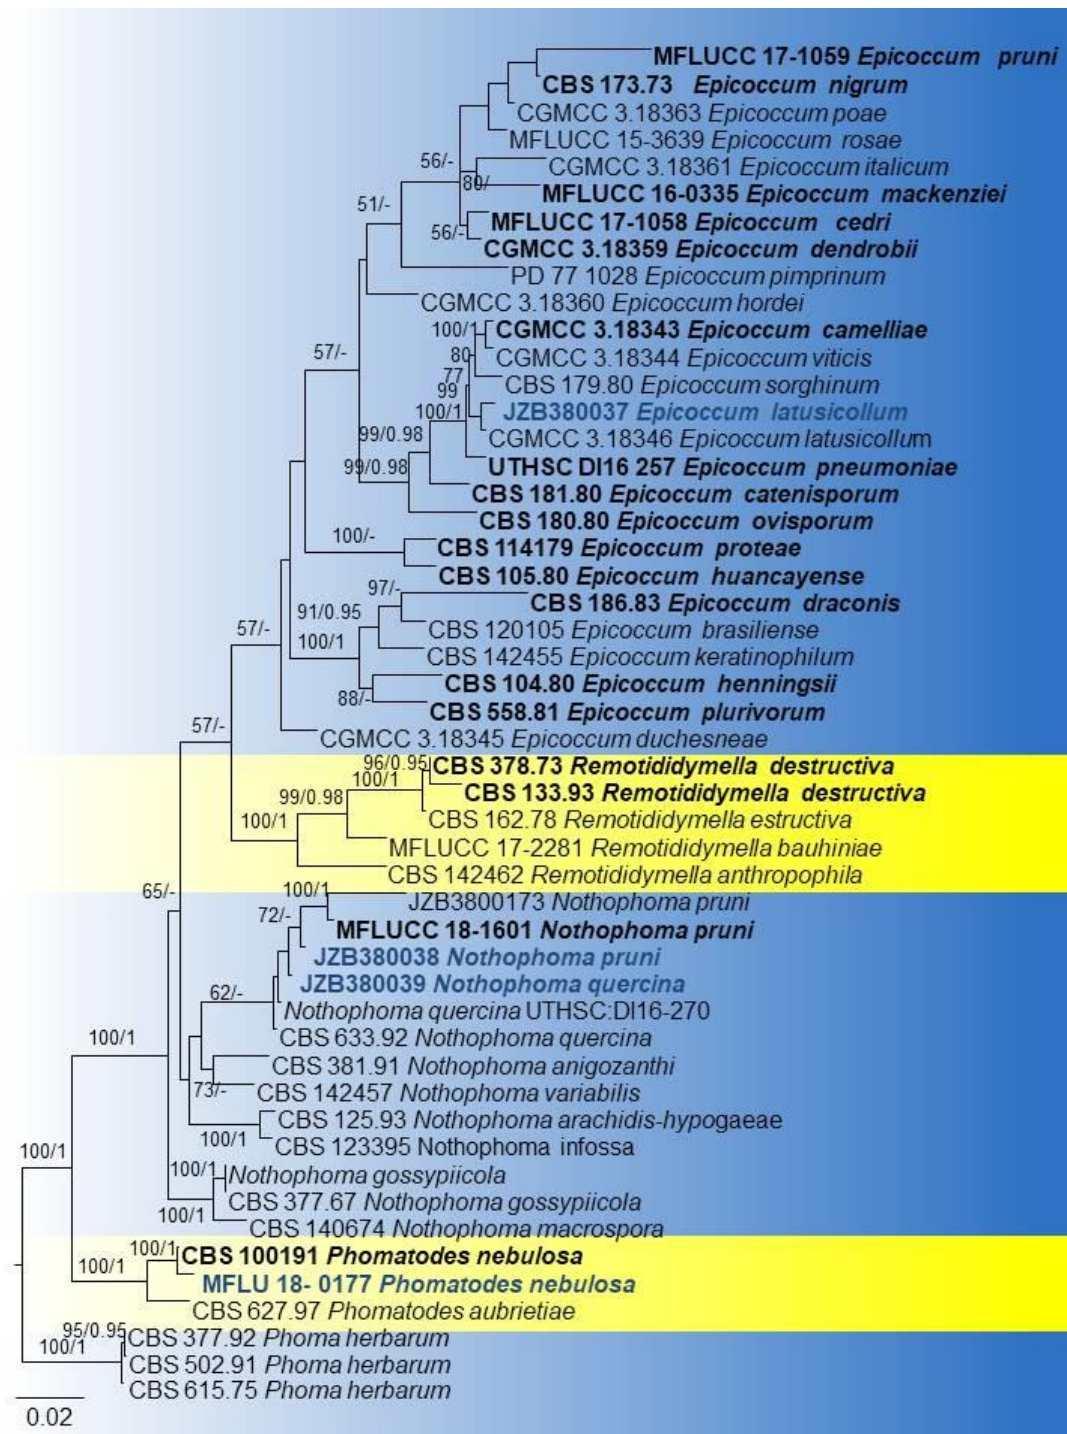 MFLUCC 17-1059 Epicoccum pruni
CBS 173.73 Epicoccum nigrum
CGMCC 3.18363 Epicoccum poae
MFLUCC 15-3639 Epicoccum rosae
56/-
CGMCC 3.18361 Epicoccum italicum
80/
MFLUCC 16-0335 Epicoccum mackenziei
51/-
MFLUCC 17-1058 Epicoccum cedri
56/-
CGMCC 3.18359 Epicoccum dendrobii
PD 77 1028 Epicoccum pimprinum
CGMCC 3.18360 Epicoccum hordei
100/1
CGMCC 3.18343 Epicoccum camelliae
57/-
80
CGMCC 3.18344 Epicoccum viticis
77
CBS 179.80 Epicoccum sorghinum
99
100/1
JZB380037 Epicoccum latusicollum
99/0.98
CGMCC 3.18346 Epicoccum latusicollum
99/0.98
UTHSC DI16 257 Epicoccum pneumoniae
CBS 181.80 Epicoccum catenisporum
CBS 180.80 Epicoccum ovisporum
100/-
CBS 114179 Epicoccum proteae
CBS 105.80 Epicoccum huancayense
97/-
CBS 186.83 Epicoccum draconis
91/0.95
57/-
CBS 120105 Epicoccum brasiliense
100/1
CBS 142455 Epicoccum keratinophilum
CBS 104.80 Epicoccum henningsii
88/-
CBS 558.81 Epicoccum plurivorum
57/-
CGMCC 3.18345 Epicoccum duchesneae
96/0.95
CBS 378.73 Remotididymella destructiva
100/1
CBS 133.93 Remotididymella destructiva
99/0.98
100/1
CBS 162.78 Remotididymella estructiva
MFLUCC 17-2281 Remotididymella bauhiniae
CBS 142462 Remotididymella anthropophila
65/-
100/1
JZB3800173 Nothophoma pruni
72/-
MFLUCC 18-1601 Nothophoma pruni
JZB380038 Nothophoma pruni
JZB380039 Nothophoma quercina
62/-
Nothophoma quercina UTHSC:DI16-270
100/1
CBS 633.92 Nothophoma quercina
CBS 381.91 Nothophoma anigozanthi
73/-
CBS 142457 Nothophoma variabilis
CBS 125.93 Nothophoma arachidis-hypogaeae
100/1
CBS 123395 Nothophoma infossa
100/1
100/1
Nothophoma gossypiicola
CBS 377.67 Nothophoma gossypiicola
100/1
CBS 140674 Nothophoma macrospora
100/1
CBS 100191 Phomatodes nebulosa
100/1
MFLU 18- 0177 Phomatodes nebulosa
CBS 627.97 Phomatodes aubrietiae
95/0.95
CBS 377.92 Phoma herbarum
100/1
CBS 502.91 Phoma herbarum
CBS 615.75 Phoma herbarum
0.02